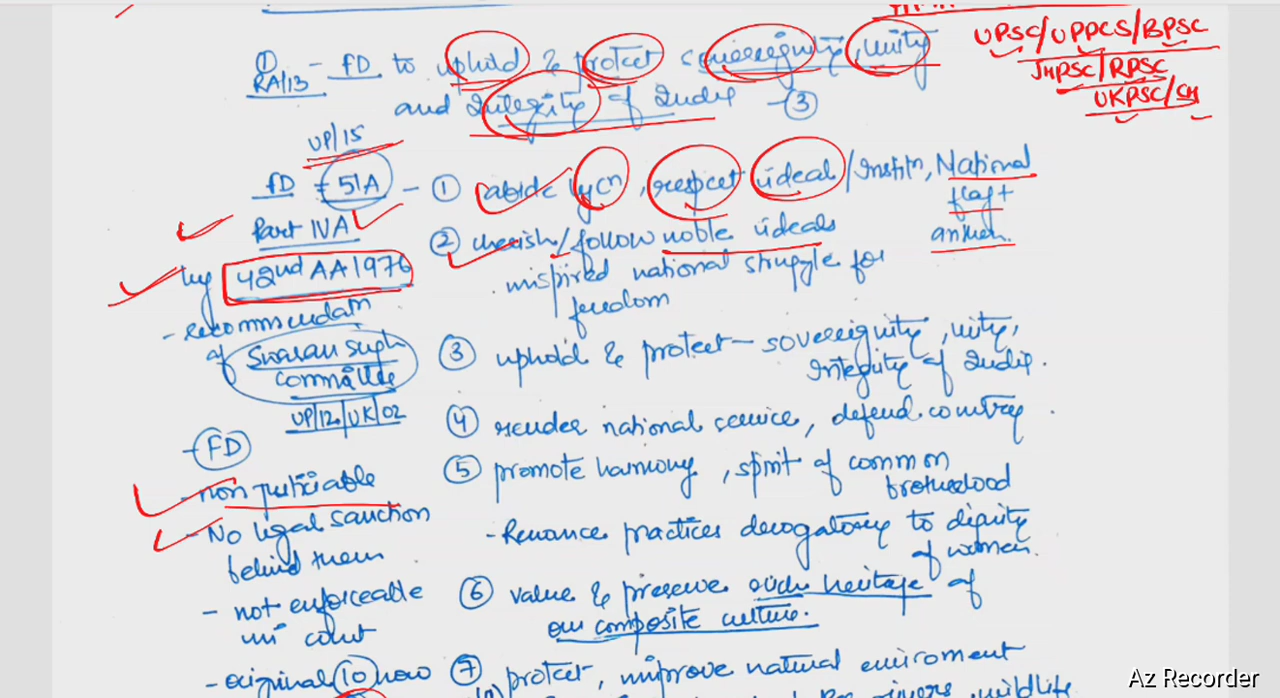 ① - FD to uphold & protect sovereignty, unity
RA/13
and Integrity of India - ③
UPSC/UPPCS/BPSC
JHPSC/RPSC
UKPSC/
UP/15
FD = 51A - ① abide by cn, respect ideal/Institn, National
flag +
anthem.
Part IVA
② cherish/follow noble ideals
inspired national struggle for
freedom
by 42nd AA 1976
- recommendatn
of Swaran singh
committee
UP/12/UK/02
③ uphold & protect - sovereignity, unity,
Integrity of India.
④ render national service, defend country.
- FD
- non justiciable
- No legal sanction
behind them
- not enforceable
in court
- original 10 now
⑤ promote harmony, spirit of common
brotherhood
- Renounce practices derogatory to dignity
of women.
⑥ value & preserve rich heritage of
our composite culture.
⑦ protect, improve natural enviroment
rivers, wildlife
Az Recorder